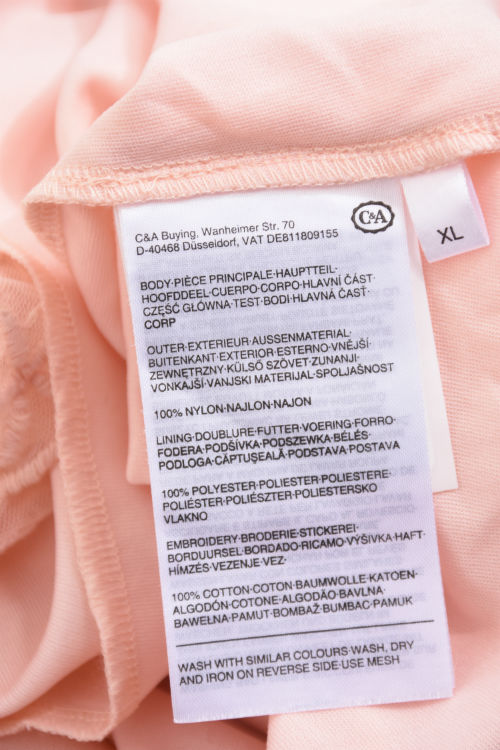 C&A Buying, Wanheimer Str. 70
D-40468 Düsseldorf, VAT DE811809155
C&A
XL
BODY·PIÈCE PRINCIPALE·HAUPTTEIL·
HOOFDDEEL·CUERPO·CORPO·HLAVNÍ ČÁST·
CZĘŚĆ GŁÓWNA·TEST·BODI·HLAVNÁ ČASŤ·
CORP
OUTER·EXTERIEUR·AUSSENMATERIAL·
BUITENKANT·EXTERIOR·ESTERNO·VNĚJŠÍ·
ZEWNĘTRZNY·KÜLSŐ SZÖVET·ZUNANJI·
VONKAJŠÍ·VANJSKI MATERIJAL·SPOLJAŠNOST
100% NYLON·NAJLON·NAJON
LINING·DOUBLURE·FUTTER·VOERING·FORRO·
FODERA·PODŠÍVKA·PODSZEWKA·BÉLÉS·
PODLOGA·CĂPTUŞEALĂ·PODSTAVA·POSTAVA
100% POLYESTER·POLIESTER·POLIESTERE·
POLIÉSTER·POLIÉSZTER·POLIESTERSKO
VLAKNO
EMBROIDERY·BRODERIE·STICKEREI·
BORDUURSEL·BORDADO·RICAMO·VÝŠIVKA·HAFT·
HÍMZÉS·VEZENJE·VEZ·
100% COTTON·COTON·BAUMWOLLE·KATOEN·
ALGODÓN·COTONE·ALGODÃO·BAVLNA·
BAWEŁNA·PAMUT·BOMBAŽ·BUMBAC·PAMUK
WASH WITH SIMILAR COLOURS·WASH, DRY
AND IRON ON REVERSE SIDE·USE MESH